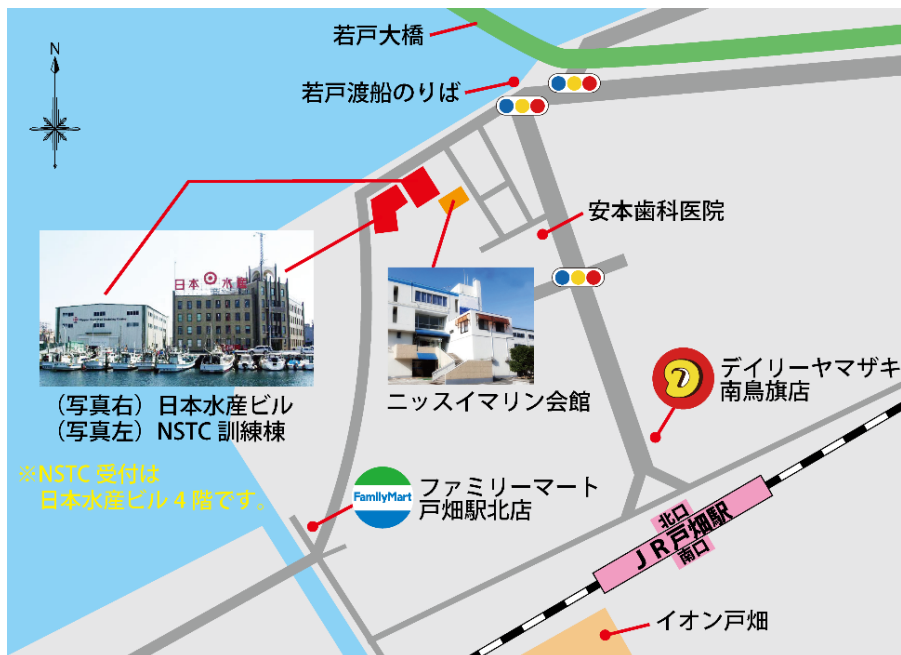 若戸大橋
N
若戸渡船のりば
安本歯科医院
日本水産
デイリーヤマザキ
南鳥旗店
(写真右)日本水産ビル
(写真左)NSTC 訓練棟
ニッスイマリン会館
※NSTC 受付は
日本水産ビル 4 階です。
FamilyMart
ファミリーマート
戸畑駅北店
北口
JR戸畑駅
南口
イオン戸畑